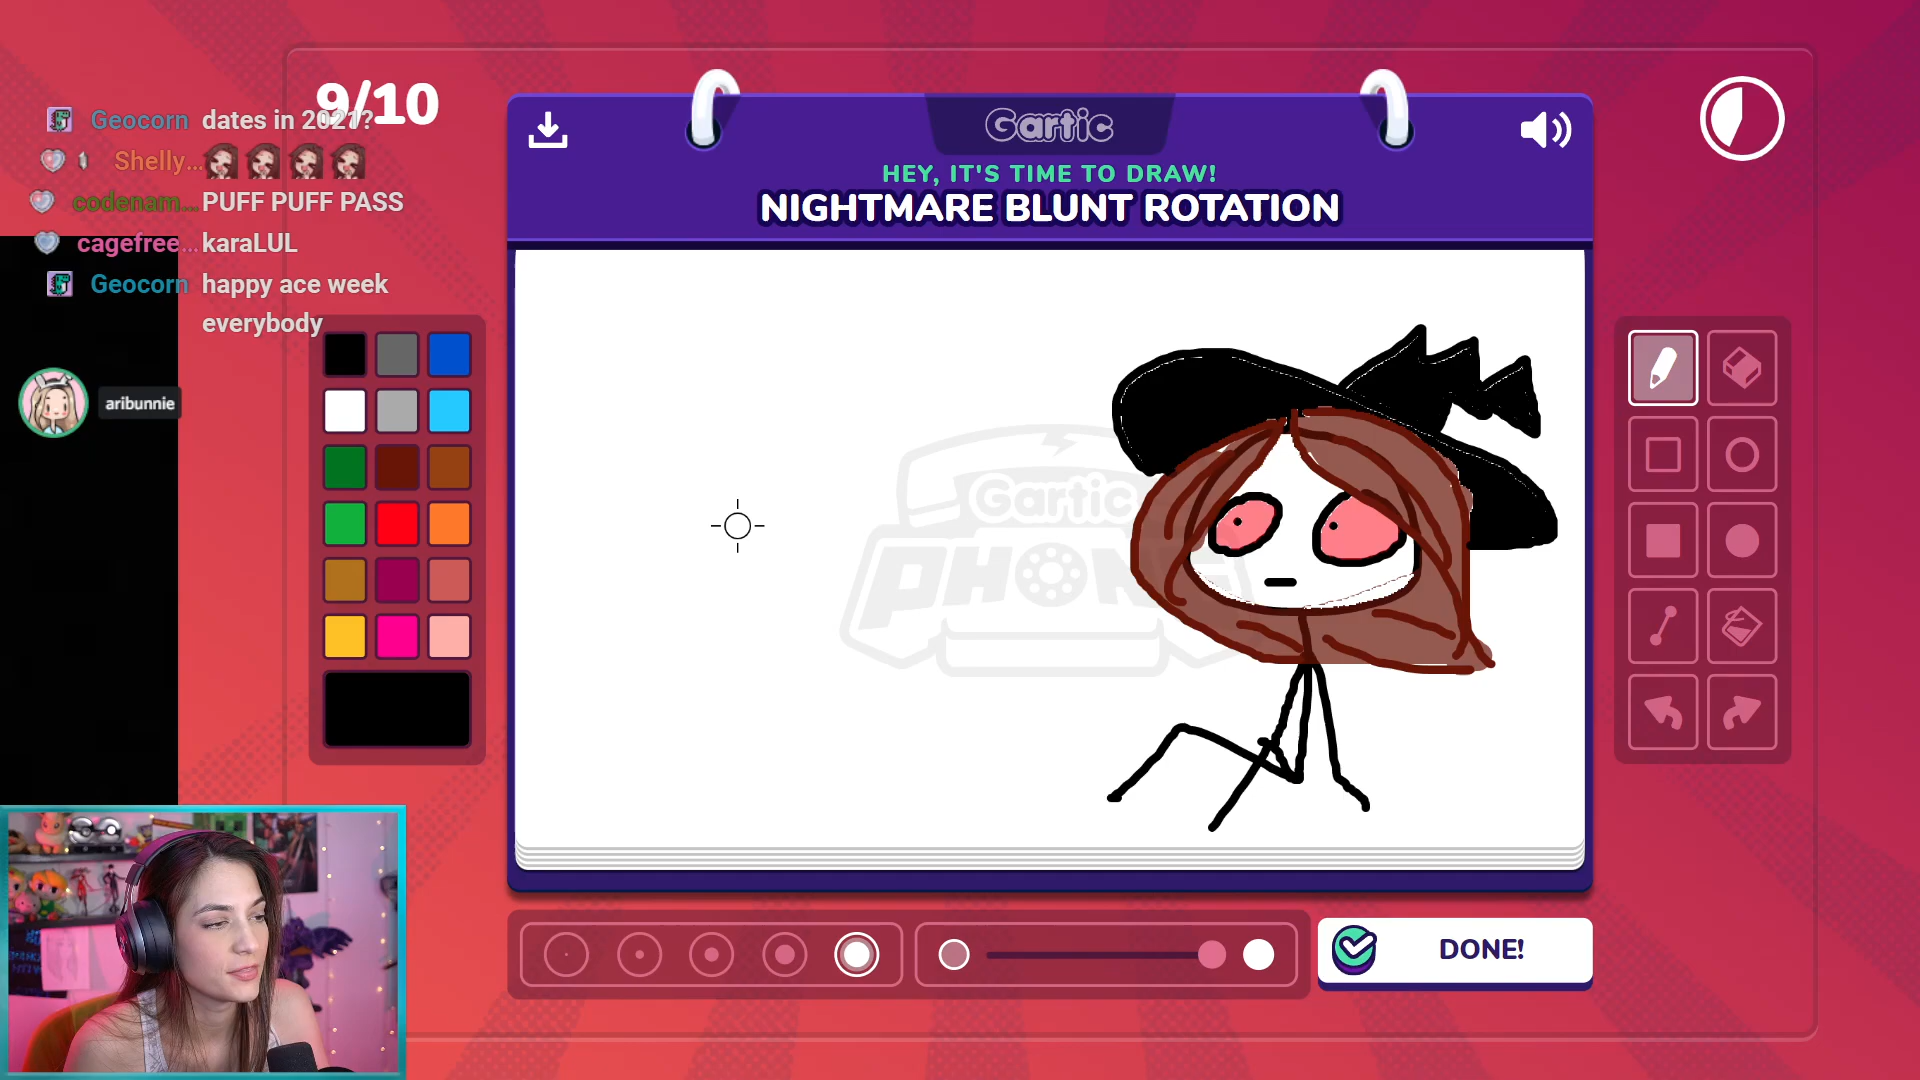 9/10
Geocorn dates in 2021?
Shelly...
codenam... PUFF PUFF PASS
cagefree... karaLUL
Geocorn happy ace week
everybody
aribunnie
Gartic
HEY, IT'S TIME TO DRAW!
NIGHTMARE BLUNT ROTATION
Gartic
PHONE
DONE!